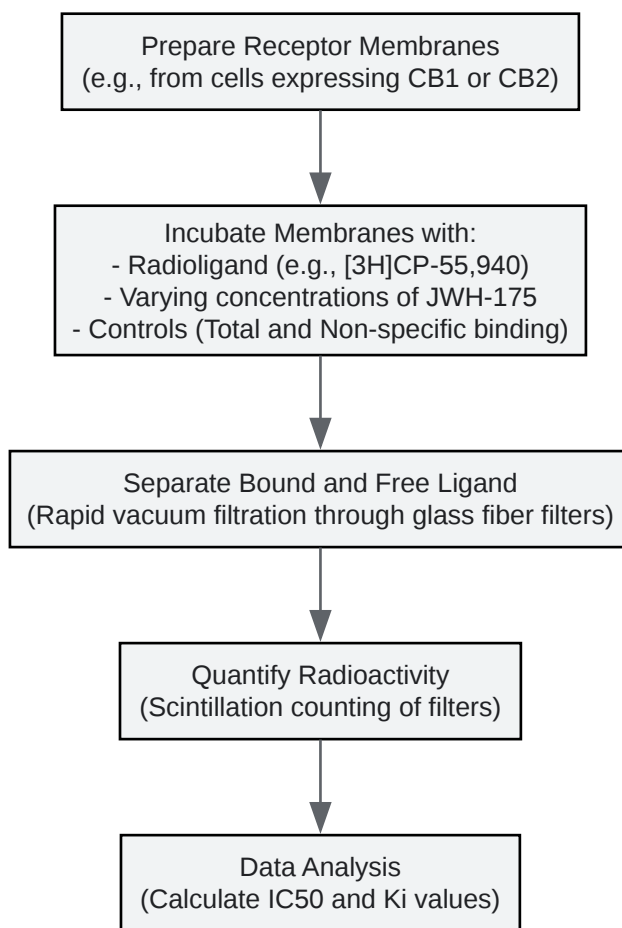 Prepare Receptor Membranes
(e.g., from cells expressing CB1 or CB2)
Incubate Membranes with:
- Radioligand (e.g., [3H]CP-55,940)
- Varying concentrations of JWH-175
- Controls (Total and Non-specific binding)
Separate Bound and Free Ligand
(Rapid vacuum filtration through glass fiber filters)
Quantify Radioactivity
(Scintillation counting of filters)
Data Analysis
(Calculate IC50 and Ki values)